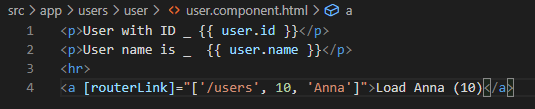 src > app > users > user > user.component.html > a
1 <p>User with ID _ {{ user.id }}</p>
2 <p>User name is _  {{ user.name }}</p>
3 <hr>
4 <a [routerLink]="['/users', 10, 'Anna']">Load Anna (10)</a>